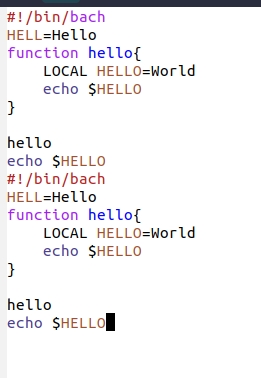 #!/bin/bach
HELL=Hello
function hello{
    LOCAL HELLO=World
    echo $HELLO
}

hello
echo $HELLO
#!/bin/bach
HELL=Hello
function hello{
    LOCAL HELLO=World
    echo $HELLO
}

hello
echo $HELLO